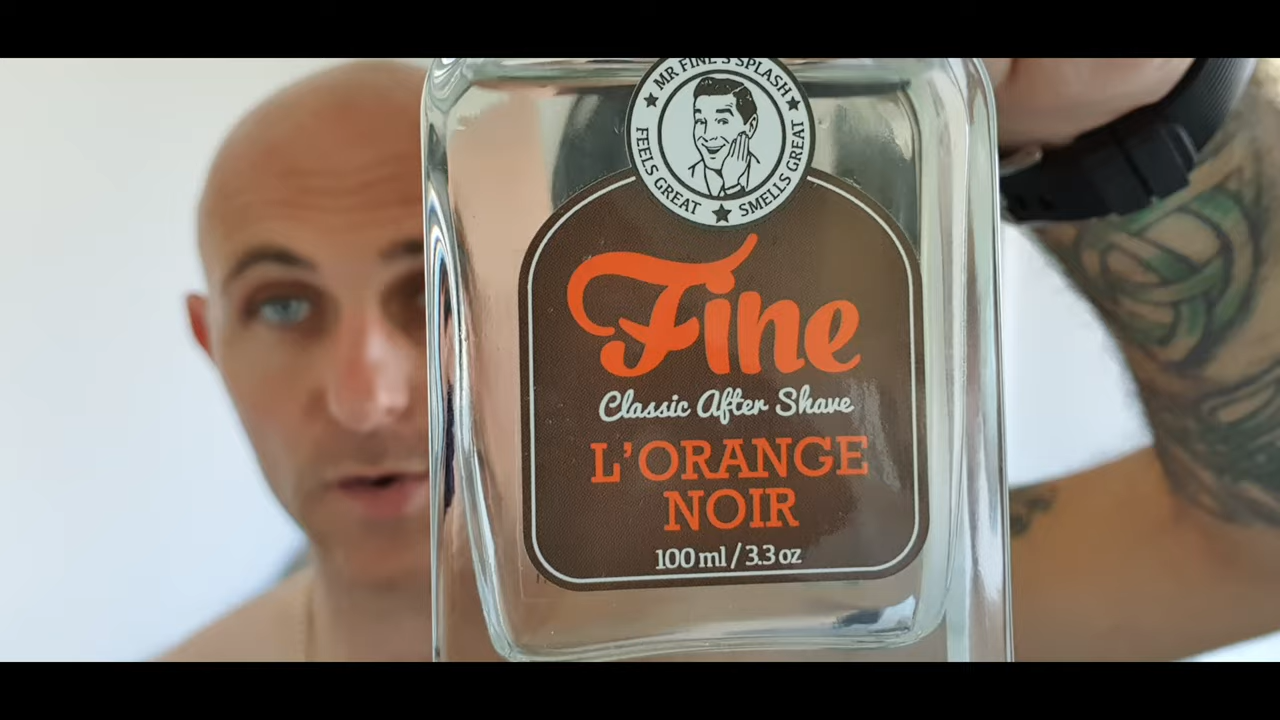 MR FINE'S SPLASH
FEELS GREAT
SMELLS GREAT
Fine
Classic After Shave
L'ORANGE
NOIR
100 ml / 3.3 oz